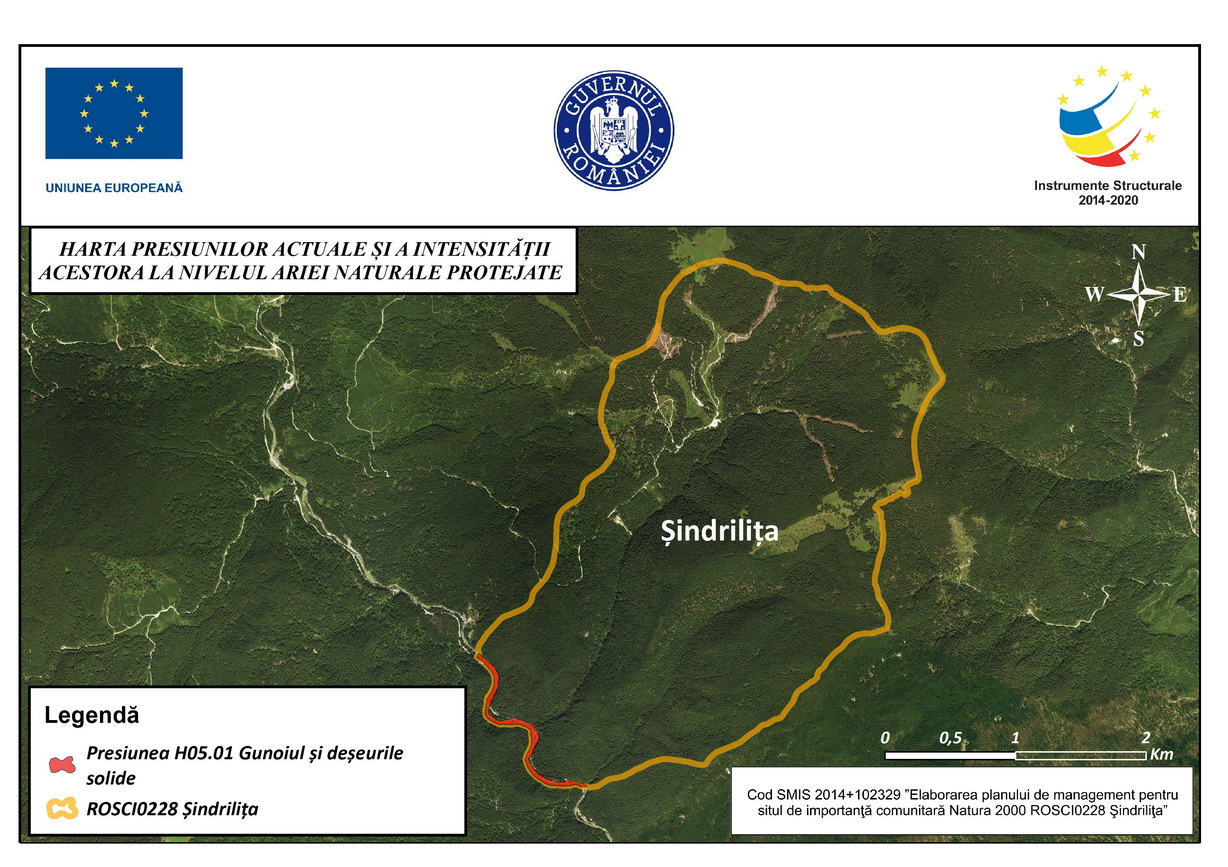 UNIUNEA EUROPEANĂ
GUVERNUL
ROMÂNIEI
Instrumente Structurale
2014-2020
HARTA PRESIUNILOR ACTUALE ȘI A INTENSITĂȚII
ACESTORA LA NIVELUL ARIEI NATURALE PROTEJATE
N
W E
S
Șindrilița
Legendă
Presiunea H05.01 Gunoiul și deșeurile
solide
ROSCI0228 Șindrilița
0 0,5 1 2
Km
Cod SMIS 2014+102329 ”Elaborarea planului de management pentru
situl de importanţă comunitară Natura 2000 ROSCI0228 Şindriliţa”